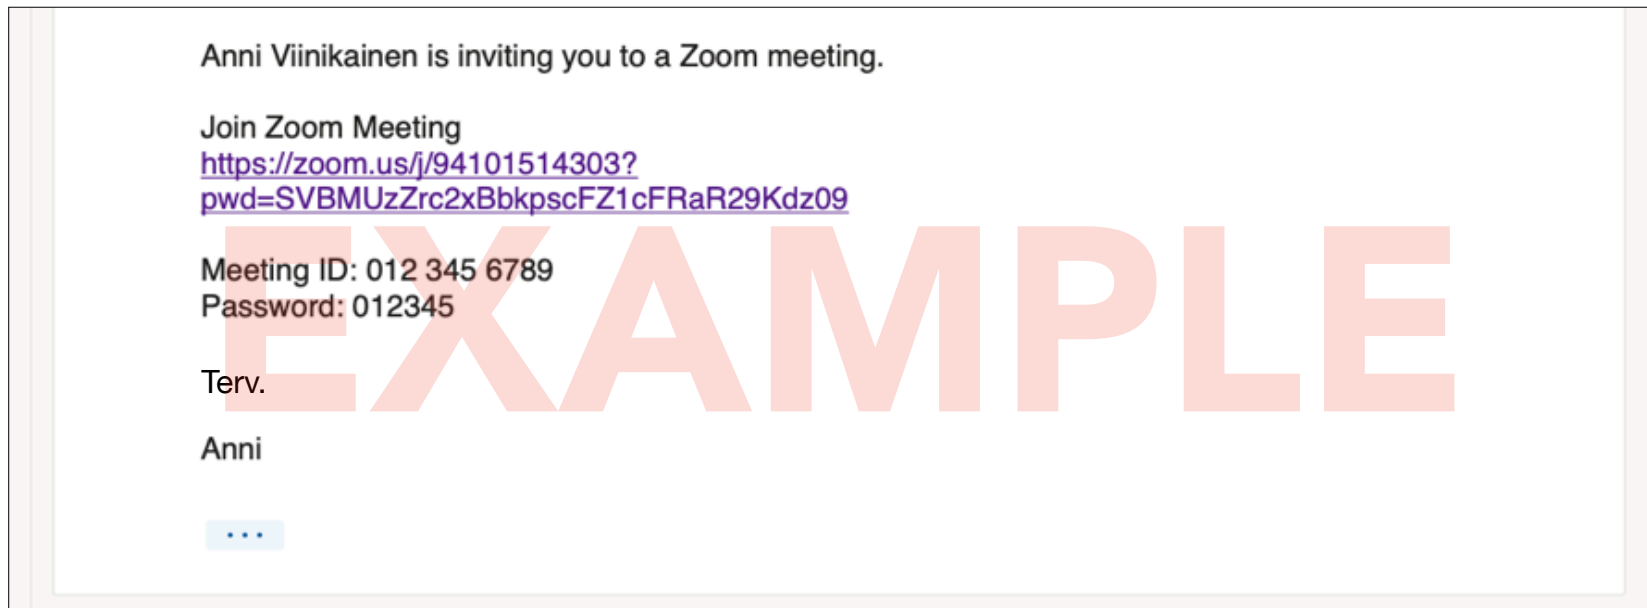 Anni Viinikainen is inviting you to a Zoom meeting.
Join Zoom Meeting
https://zoom.us/j/94101514303?
pwd=SVBMUzZrc2xBbkpscFZ1cFRaR29Kdz09
EXAMPLE
Meeting ID: 012 345 6789
Password: 012345
Terv.
Anni